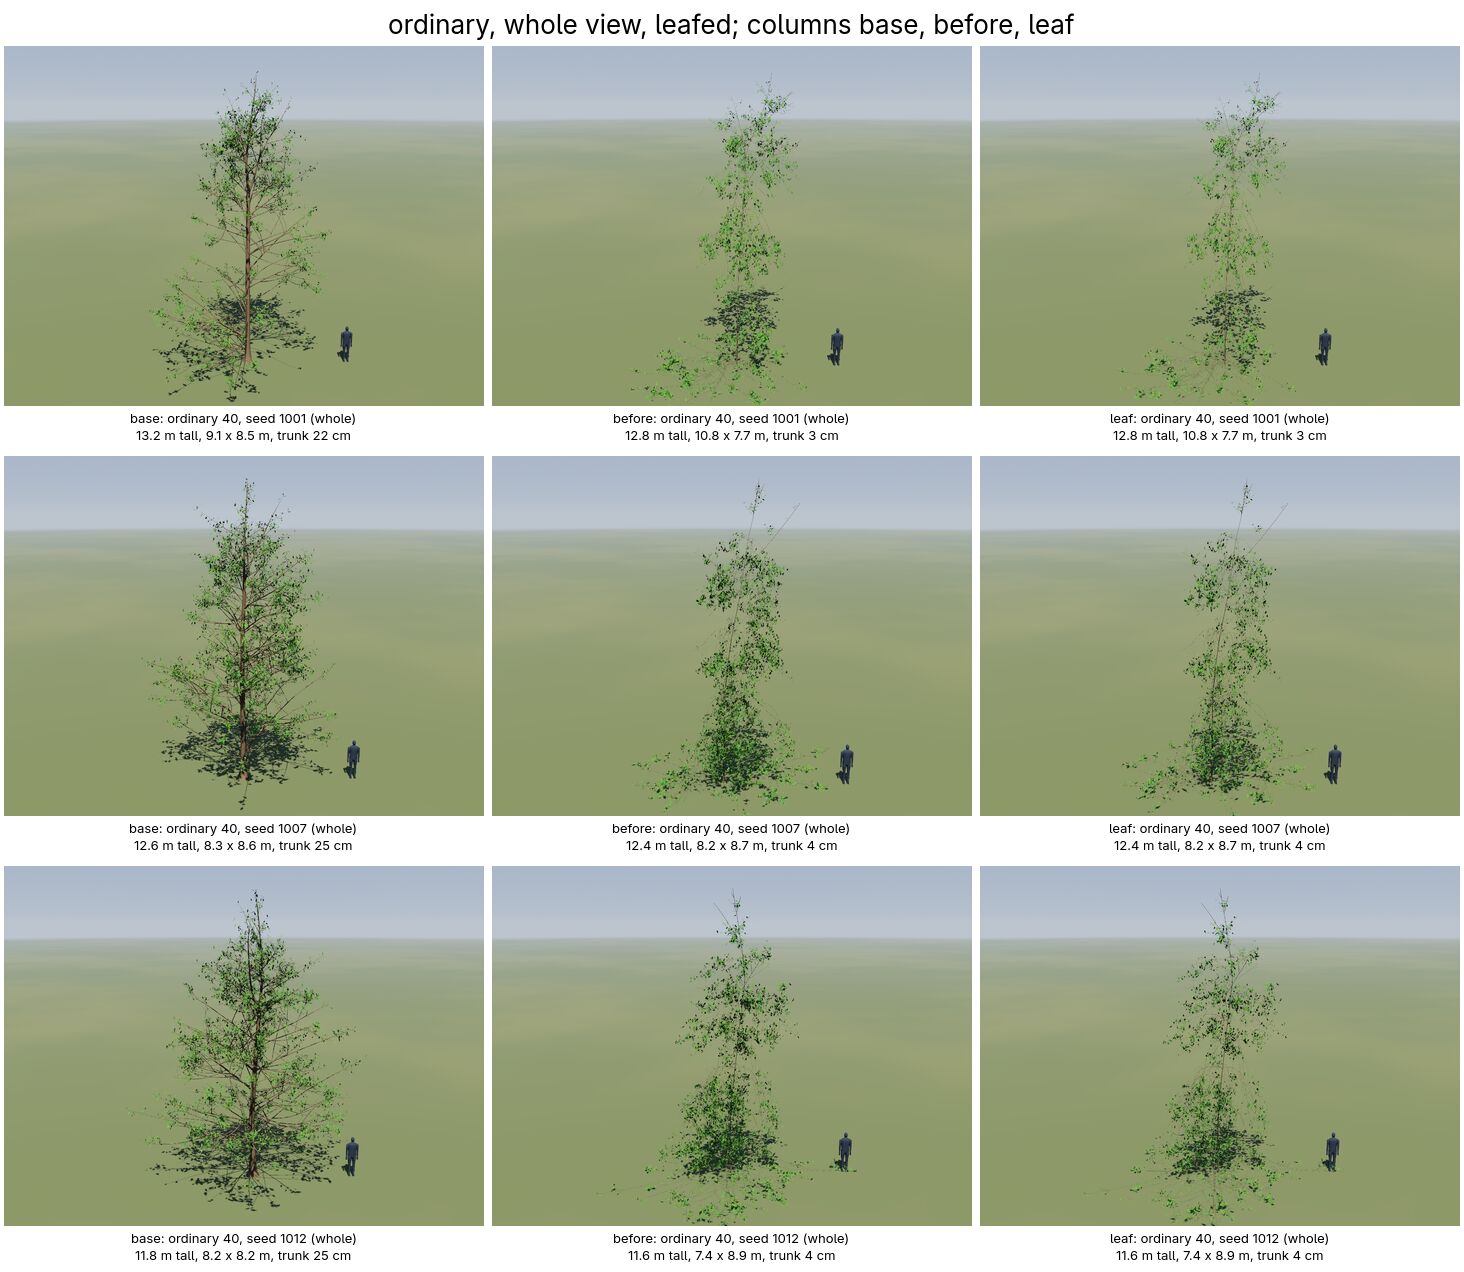 ordinary, whole view, leafed; columns base, before, leaf
base: ordinary 40, seed 1001 (whole)
13.2 m tall, 9.1 x 8.5 m, trunk 22 cm
before: ordinary 40, seed 1001 (whole)
12.8 m tall, 10.8 x 7.7 m, trunk 3 cm
leaf: ordinary 40, seed 1001 (whole)
12.8 m tall, 10.8 x 7.7 m, trunk 3 cm
base: ordinary 40, seed 1007 (whole)
12.6 m tall, 8.3 x 8.6 m, trunk 25 cm
before: ordinary 40, seed 1007 (whole)
12.4 m tall, 8.2 x 8.7 m, trunk 4 cm
leaf: ordinary 40, seed 1007 (whole)
12.4 m tall, 8.2 x 8.7 m, trunk 4 cm
base: ordinary 40, seed 1012 (whole)
11.8 m tall, 8.2 x 8.2 m, trunk 25 cm
before: ordinary 40, seed 1012 (whole)
11.6 m tall, 7.4 x 8.9 m, trunk 4 cm
leaf: ordinary 40, seed 1012 (whole)
11.6 m tall, 7.4 x 8.9 m, trunk 4 cm